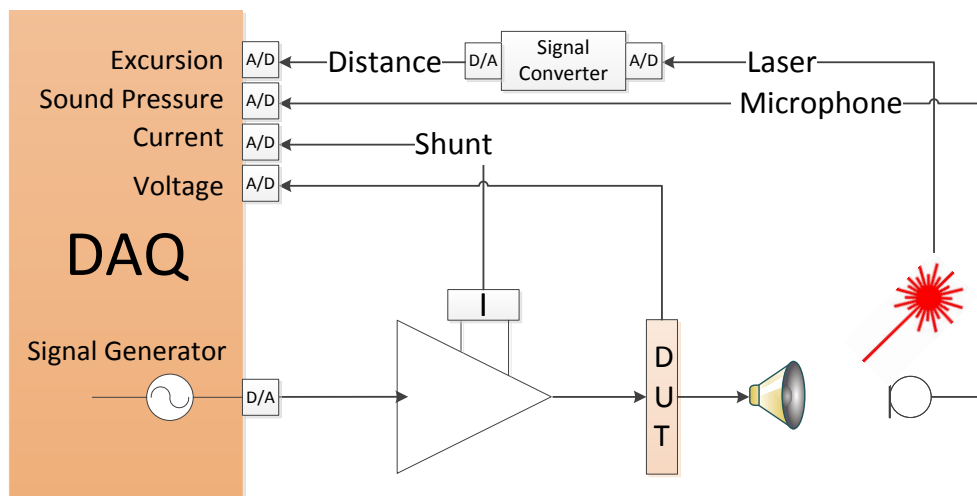 Excursion
A/D
Distance
D/A
Signal
Converter
A/D
Laser
Sound Pressure
A/D
Microphone
Current
A/D
Shunt
Voltage
A/D
DAQ
I
Signal Generator
D/A
D
U
T